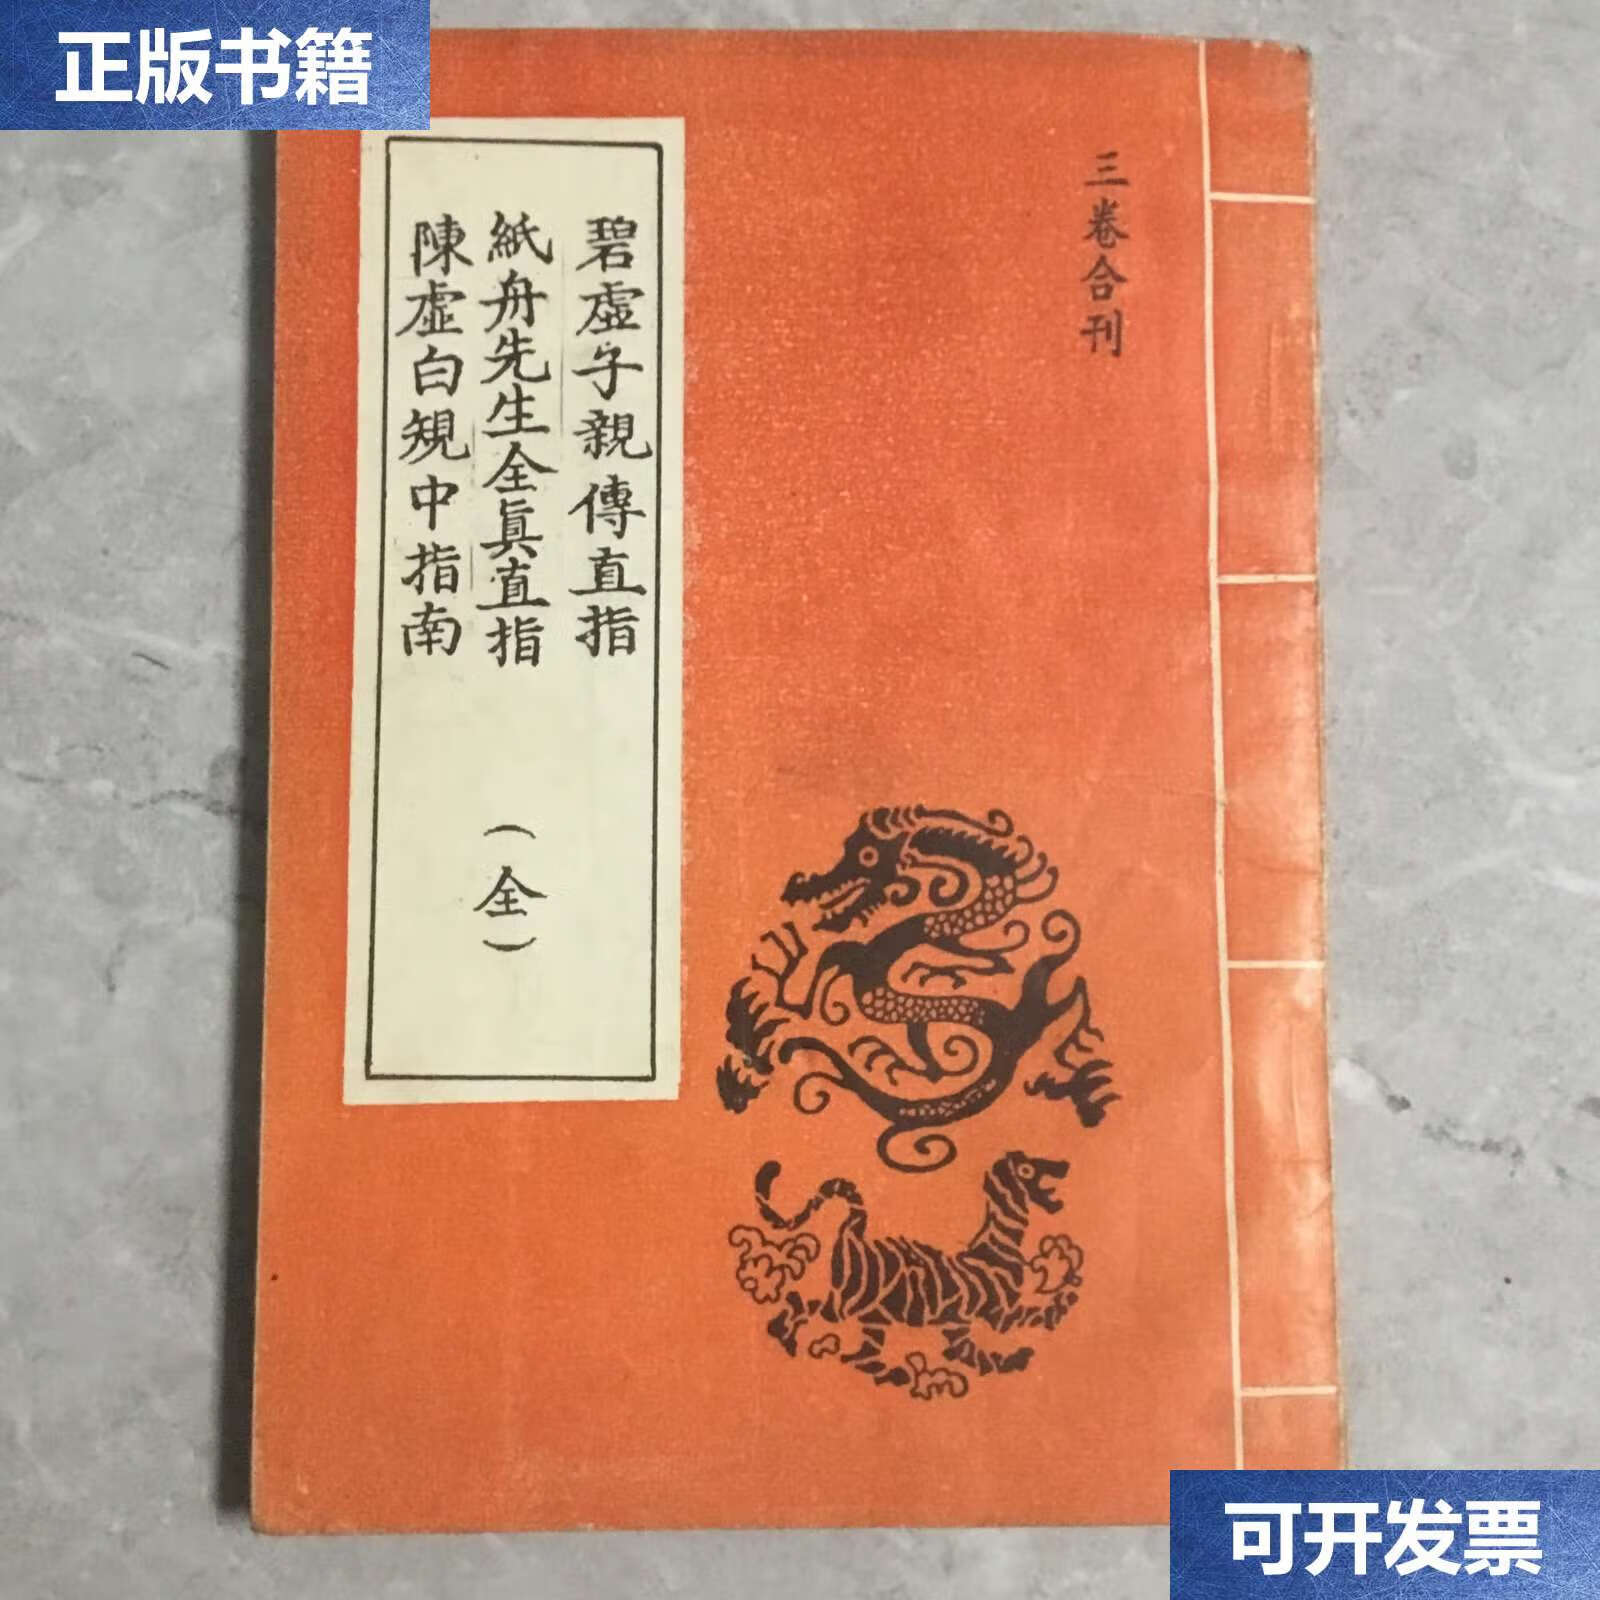 正版书籍
三卷合刊
碧虛子親傳直指
紙舟先生全眞直指
陳虛白規中指南
（全）
可开发票